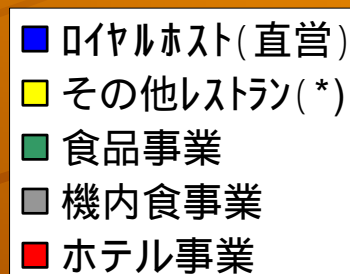 ロイヤルホスト(直営)
その他レストラン(*)
食品事業
機内食事業
ホテル事業